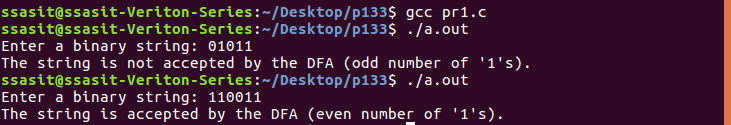 ssasit@ssasit-Veriton-Series:~/Desktop/p133$ gcc pr1.c
ssasit@ssasit-Veriton-Series:~/Desktop/p133$ ./a.out
Enter a binary string: 01011
The string is not accepted by the DFA (odd number of '1's).
ssasit@ssasit-Veriton-Series:~/Desktop/p133$ ./a.out
Enter a binary string: 110011
The string is accepted by the DFA (even number of '1's).